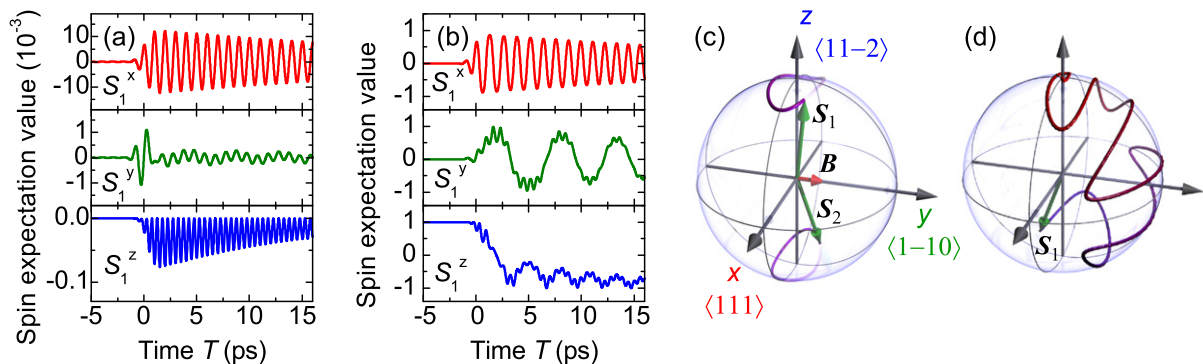 Spin expectation value (10⁻³)
(a)
10
0
-10
S₁ˣ
1
0
-1
S₁ʸ
0.0
-0.1
S₁ᶻ
-5 0 5 10 15
Time T (ps)
Spin expectation value
(b)
1
0
-1
S₁ˣ
1
0
-1
S₁ʸ
1
0
-1
S₁ᶻ
-5 0 5 10 15
Time T (ps)
(c)
z
⟨11–2⟩
S₁
B
S₂
y
⟨1–10⟩
x
⟨111⟩
(d)
S₁